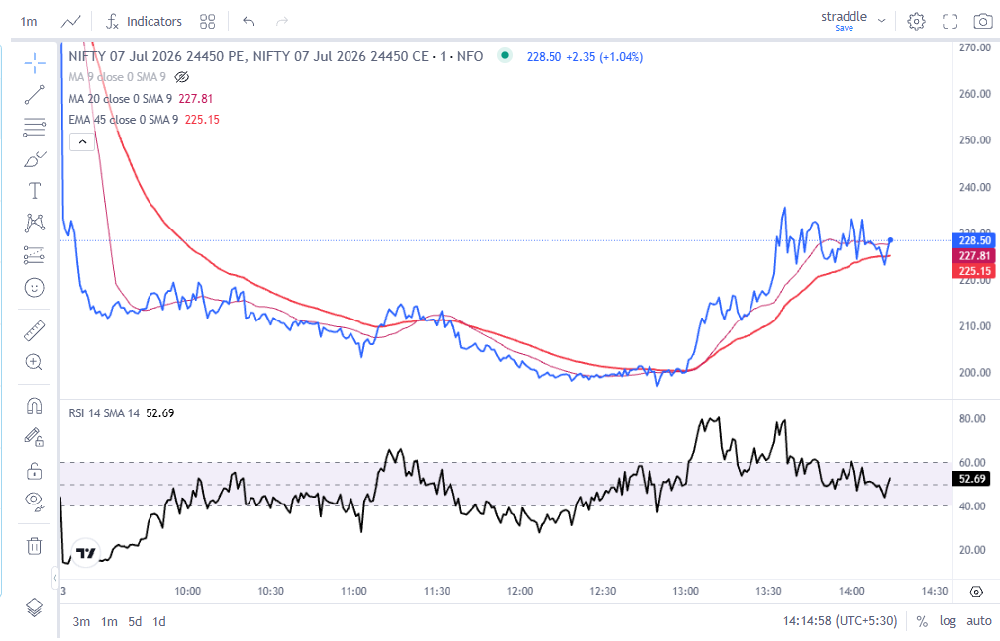 1m Indicators straddle
Save
NIFTY 07 Jul 2026 24450 PE, NIFTY 07 Jul 2026 24450 CE · 1 · NFO 228.50 +2.35 (+1.04%)
MA 9 close 0 SMA 9
MA 20 close 0 SMA 9 227.81
EMA 45 close 0 SMA 9 225.15
270.00
260.00
250.00
240.00
230.00
228.50
227.81
225.15
220.00
210.00
200.00
RSI 14 SMA 14 52.69
80.00
60.00
52.69
40.00
20.00
3 10:00 10:30 11:00 11:30 12:00 12:30 13:00 13:30 14:00 14:30
3m 1m 5d 1d 14:14:58 (UTC+5:30) % log auto